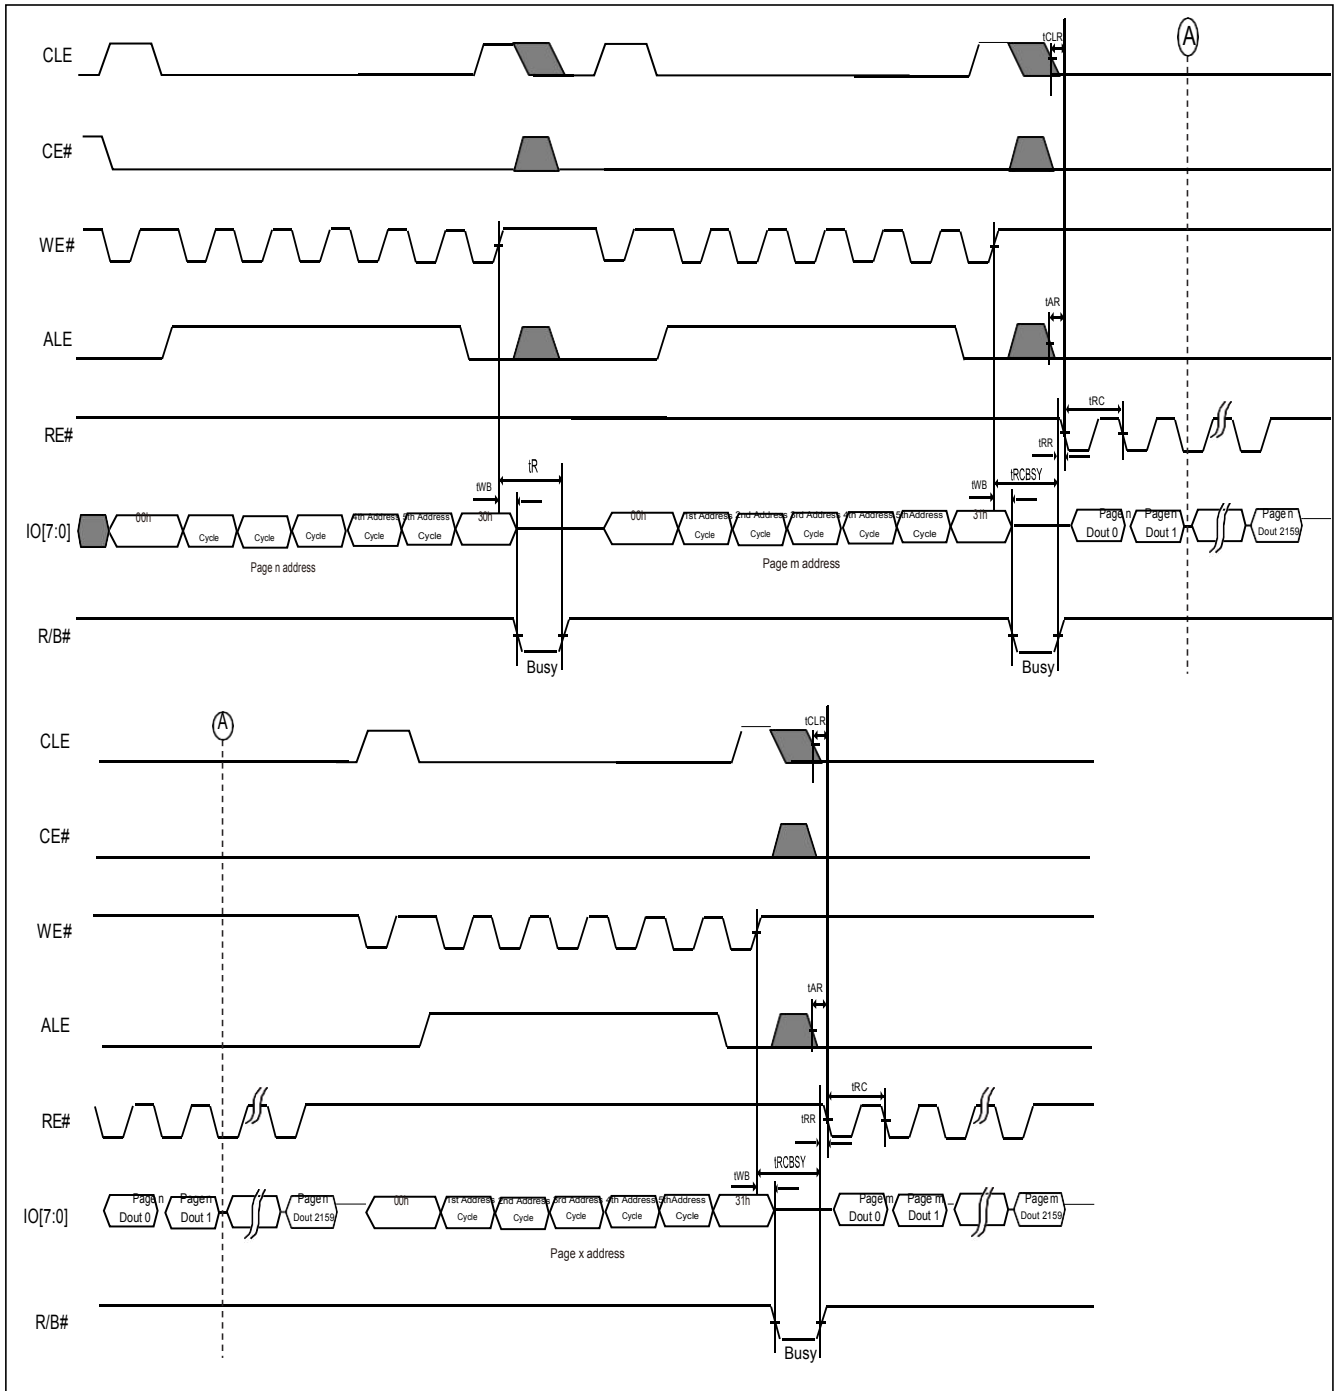 CLE
tCLR
A
CE#
WE#
ALE
tAR
RE#
tRC
tRR
tR
tWB
tWB
tRCBSY
IO[7:0]
00h
Cycle
Cycle
Cycle
4th Address
Cycle
5th Address
Cycle
30h
00h
1st Address
Cycle
2nd Address
Cycle
3rd Address
Cycle
4th Address
Cycle
5thAddress
Cycle
31h
Page n
Dout 0
Page n
Dout 1
Page n
Dout 2159
Page n address
Page m address
R/B#
Busy
Busy
A
CLE
tCLR
CE#
WE#
ALE
tAR
RE#
tRC
tRR
tWB
tRCBSY
IO[7:0]
Page n
Dout 0
Page n
Dout 1
Page n
Dout 2159
00h
1st Address
Cycle
2nd Address
Cycle
3rd Address
Cycle
4th Address
Cycle
5thAddress
Cycle
31h
Page m
Dout 0
Page m
Dout 1
Page m
Dout 2159
Page x address
R/B#
Busy